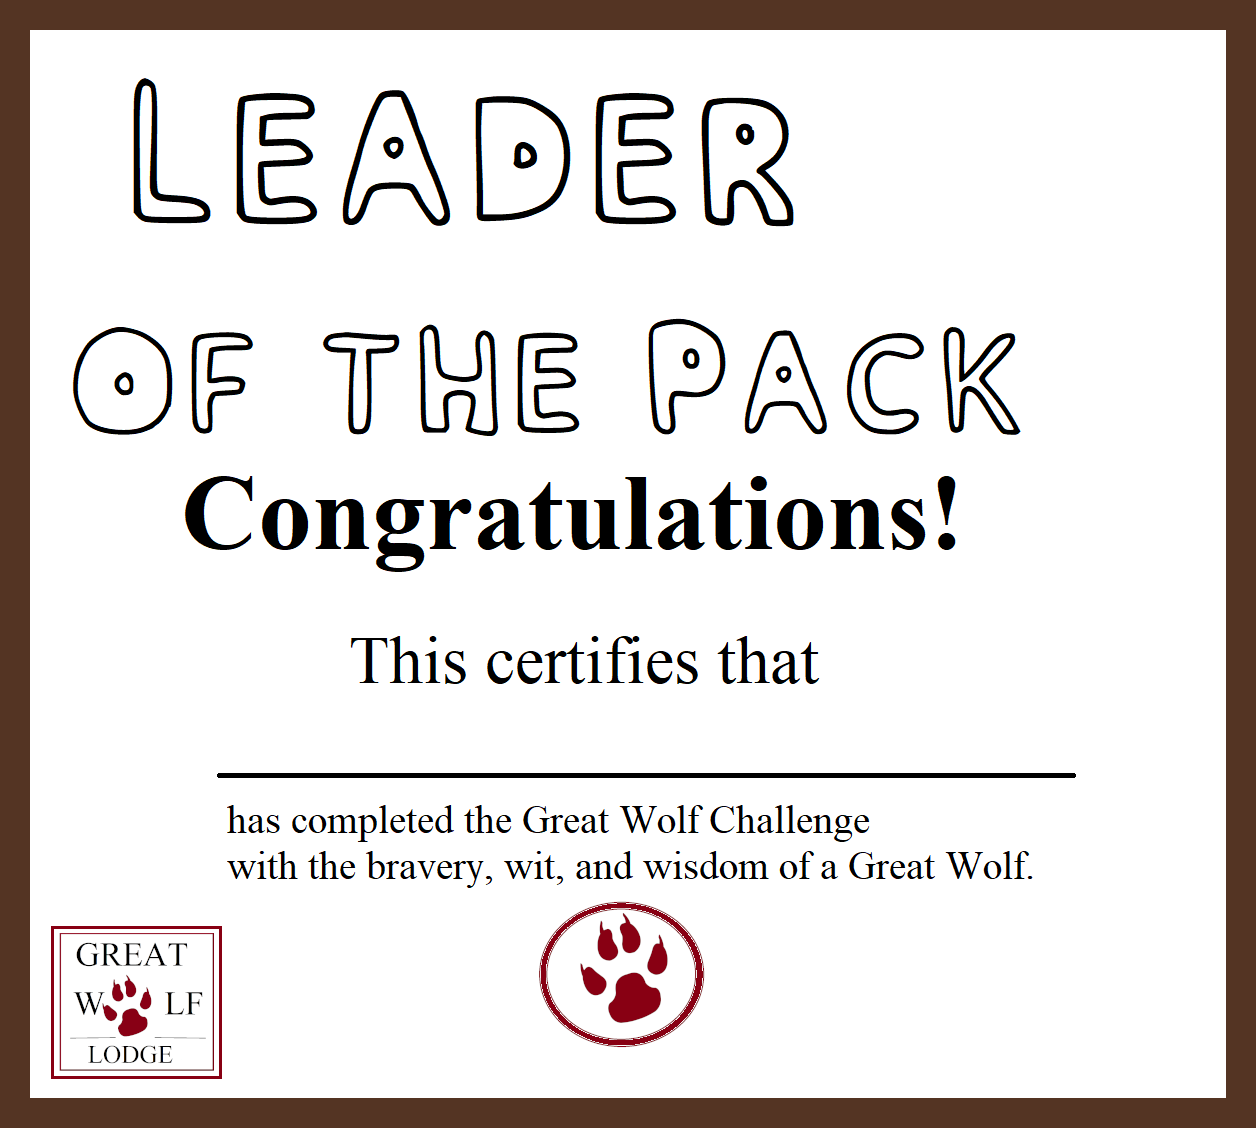 LEADER
OF THE PACK
Congratulations!
This certifies that
has completed the Great Wolf Challenge
with the bravery, wit, and wisdom of a Great Wolf.
GREAT
W LF
LODGE